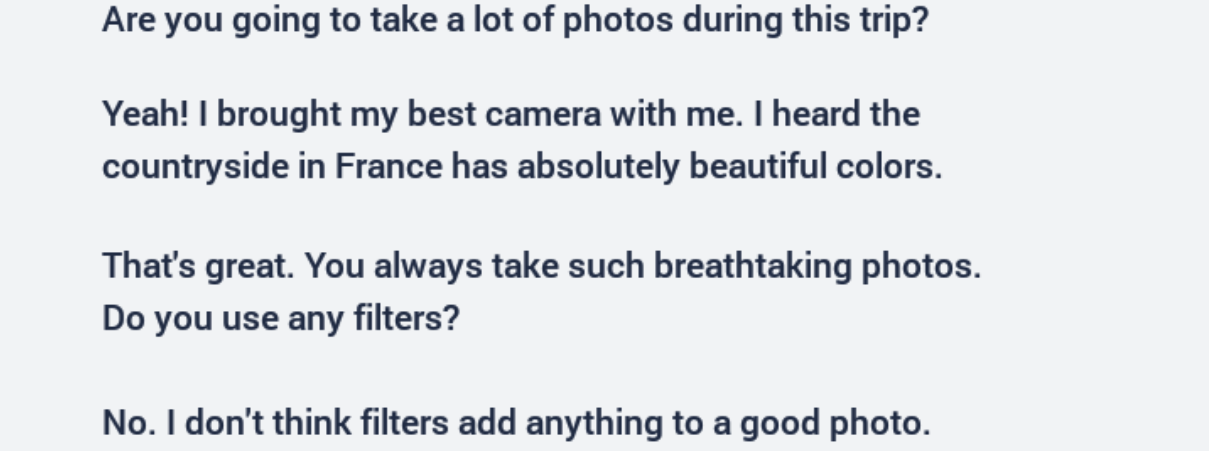 Are you going to take a lot of photos during this trip?
Yeah! I brought my best camera with me. I heard the
countryside in France has absolutely beautiful colors.
That's great. You always take such breathtaking photos.
Do you use any filters?
No. I don't think filters add anything to a good photo.